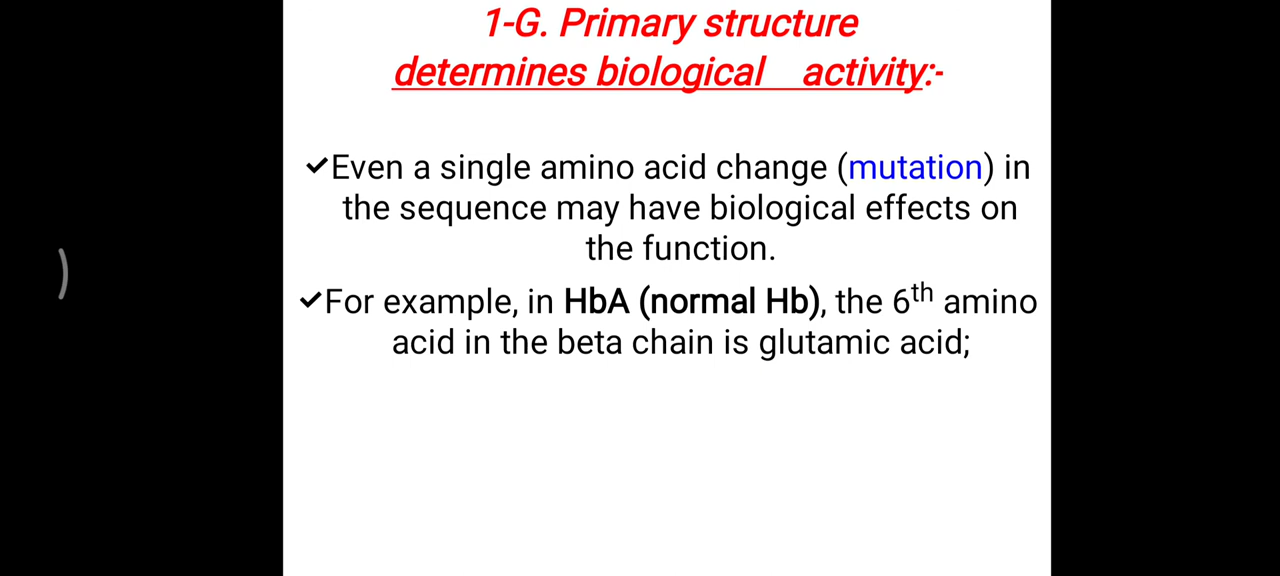 1-G. Primary structure
determines biological activity:-
✔Even a single amino acid change (mutation) in
the sequence may have biological effects on
the function.
✔For example, in HbA (normal Hb), the 6th amino
acid in the beta chain is glutamic acid;